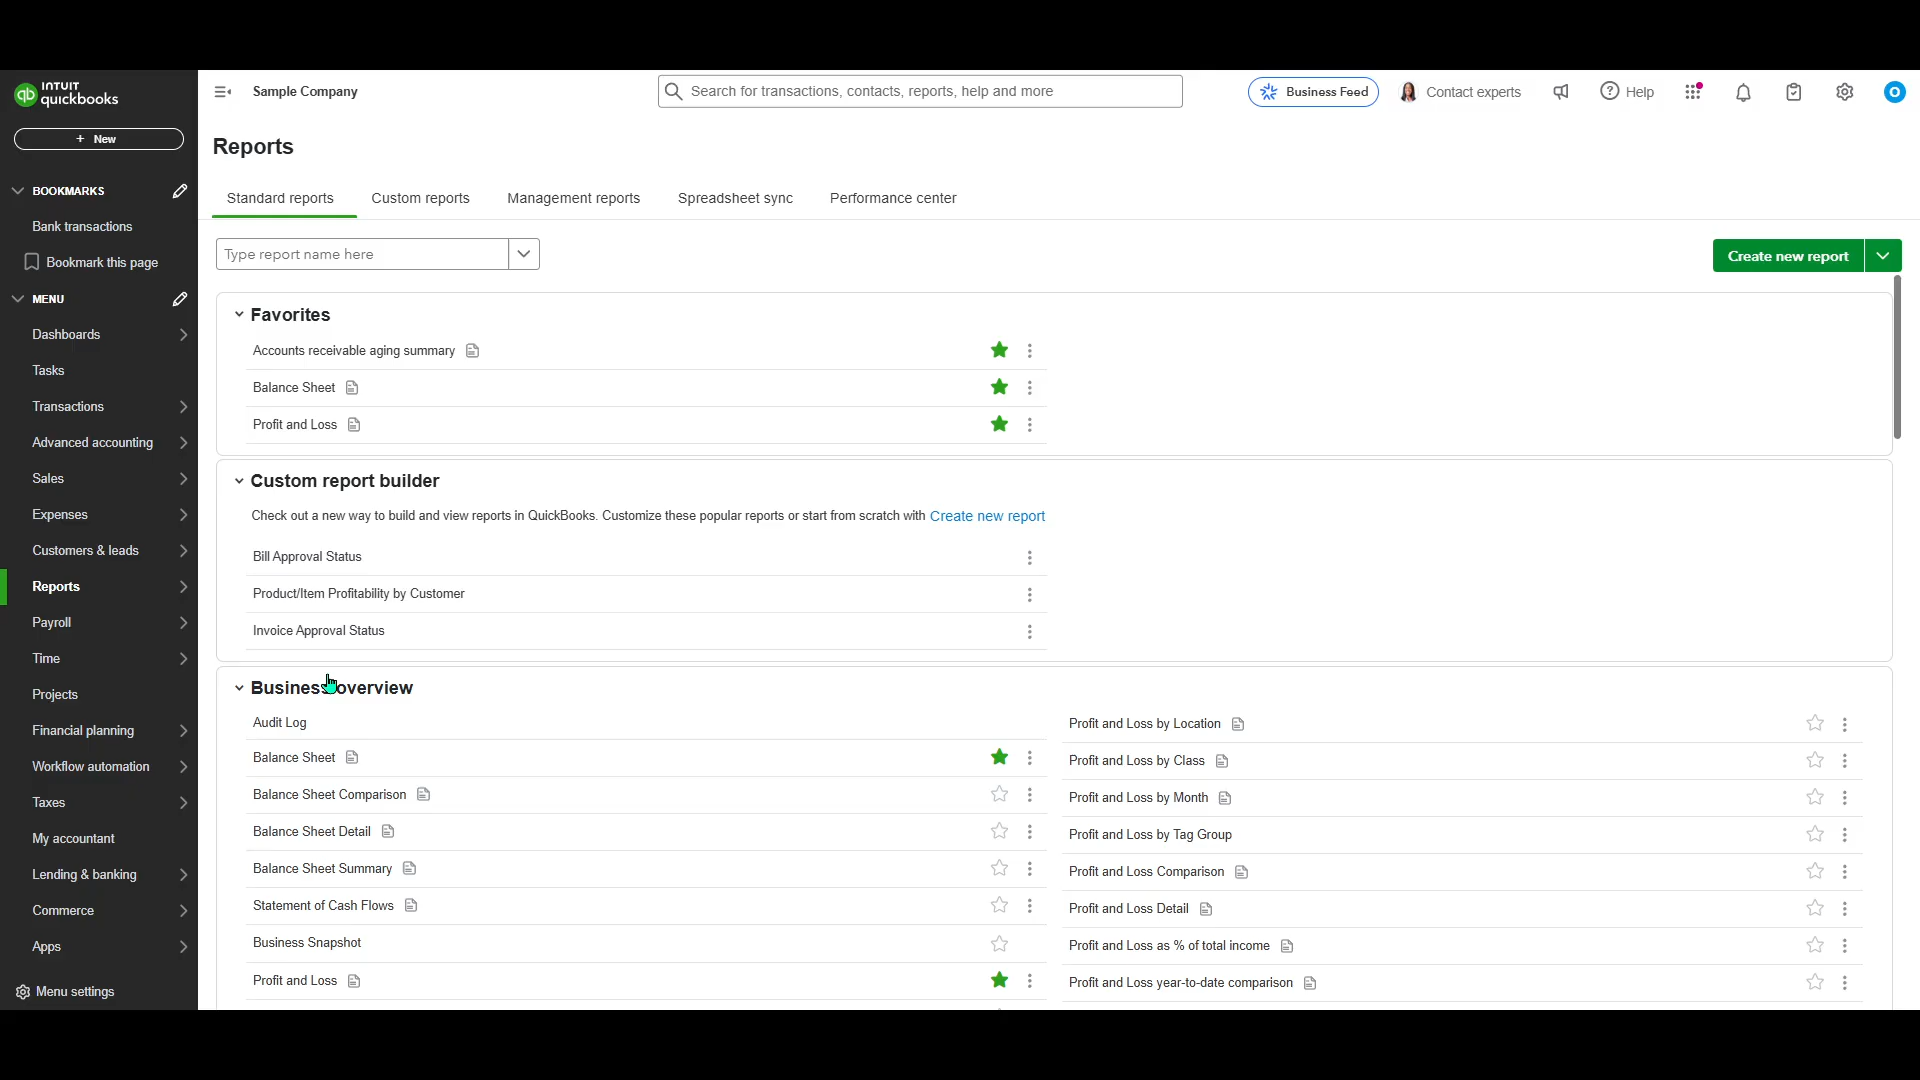 INTUIT
quickbooks
Sample Company
Search for transactions, contacts, reports, help and more
Business Feed
Contact experts
Help
O
+ New
Reports
BOOKMARKS
Bank transactions
Bookmark this page
MENU
Dashboards
Tasks
Transactions
Advanced accounting
Sales
Expenses
Customers & leads
Reports
Payroll
Time
Projects
Financial planning
Workflow automation
Taxes
My accountant
Lending & banking
Commerce
Apps
Menu settings
Standard reports
Custom reports
Management reports
Spreadsheet sync
Performance center
Type report name here
Create new report
Favorites
Accounts receivable aging summary
Balance Sheet
Profit and Loss
Custom report builder
Check out a new way to build and view reports in QuickBooks. Customize these popular reports or start from scratch with Create new report
Bill Approval Status
Product/Item Profitability by Customer
Invoice Approval Status
Business overview
Audit Log
Balance Sheet
Balance Sheet Comparison
Balance Sheet Detail
Balance Sheet Summary
Statement of Cash Flows
Business Snapshot
Profit and Loss
Profit and Loss by Location
Profit and Loss by Class
Profit and Loss by Month
Profit and Loss by Tag Group
Profit and Loss Comparison
Profit and Loss Detail
Profit and Loss as % of total income
Profit and Loss year-to-date comparison